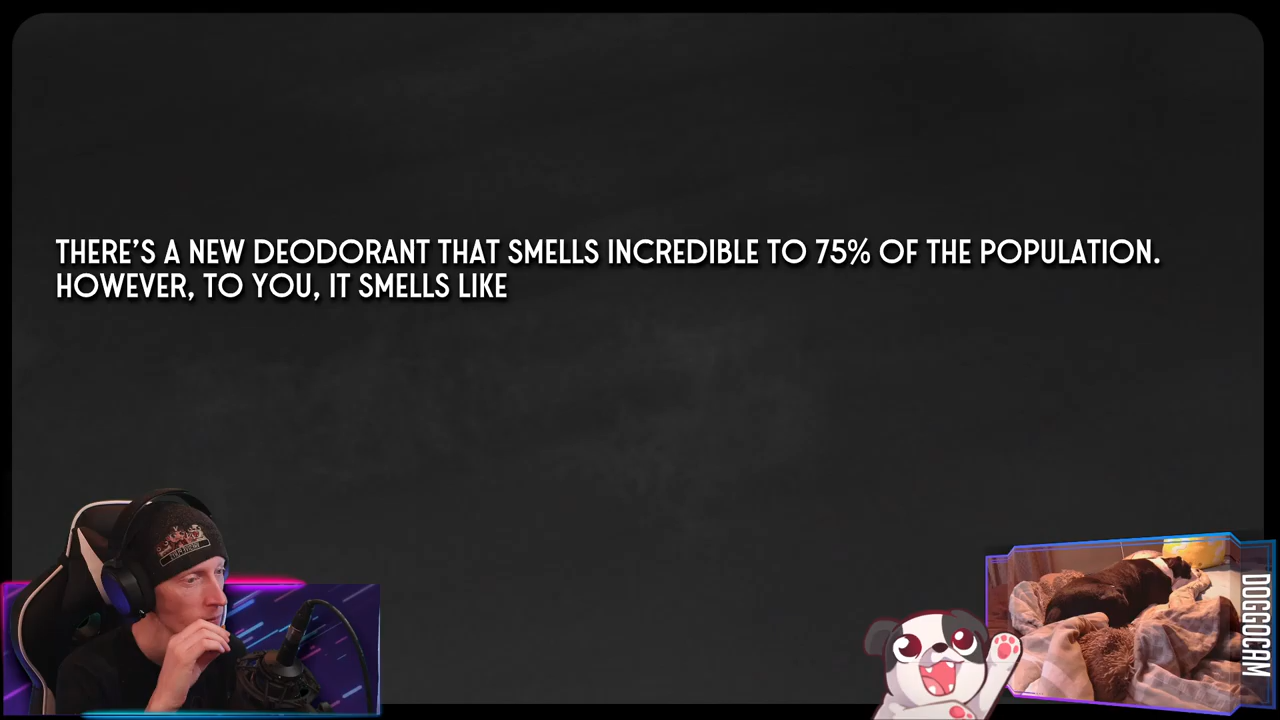 THERE'S A NEW DEODORANT THAT SMELLS INCREDIBLE TO 75% OF THE POPULATION.
HOWEVER, TO YOU, IT SMELLS LIKE
DOGGOCAM